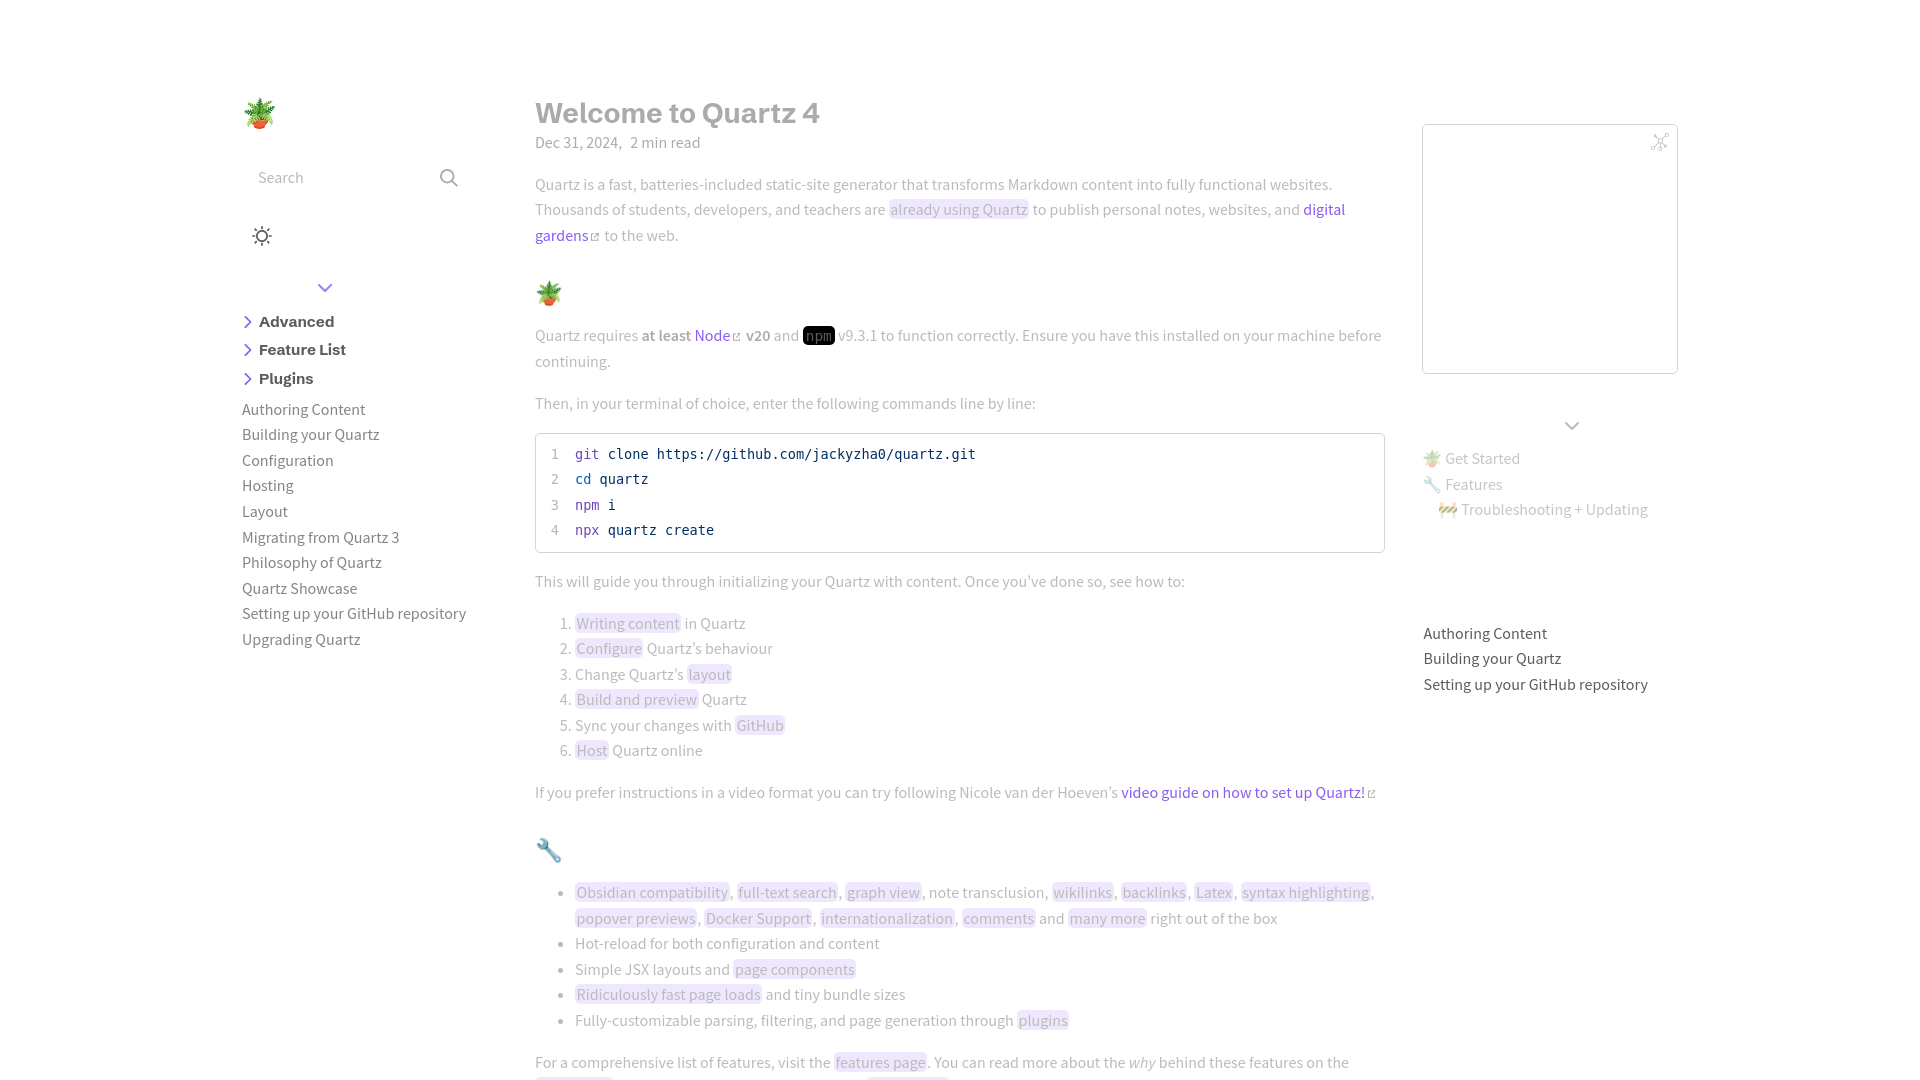 🪴
Search
Advanced
Feature List
Plugins
Authoring Content
Building your Quartz
Configuration
Hosting
Layout
Migrating from Quartz 3
Philosophy of Quartz
Quartz Showcase
Setting up your GitHub repository
Upgrading Quartz
Welcome to Quartz 4
Dec 31, 2024, 2 min read
Quartz is a fast, batteries-included static-site generator that transforms Markdown content into fully functional websites.
Thousands of students, developers, and teachers are already using Quartz to publish personal notes, websites, and digital
gardens to the web.
🪴
Quartz requires at least Node v20 and npm v9.3.1 to function correctly. Ensure you have this installed on your machine before
continuing.
Then, in your terminal of choice, enter the following commands line by line:
1 git clone https://github.com/jackyzha0/quartz.git
2 cd quartz
3 npm i
4 npx quartz create
This will guide you through initializing your Quartz with content. Once you’ve done so, see how to:
1. Writing content in Quartz
2. Configure Quartz’s behaviour
3. Change Quartz’s layout
4. Build and preview Quartz
5. Sync your changes with GitHub
6. Host Quartz online
If you prefer instructions in a video format you can try following Nicole van der Hoeven’s video guide on how to set up Quartz!
🔧
• Obsidian compatibility, full-text search, graph view, note transclusion, wikilinks, backlinks, Latex, syntax highlighting,
popover previews, Docker Support, internationalization, comments and many more right out of the box
• Hot-reload for both configuration and content
• Simple JSX layouts and page components
• Ridiculously fast page loads and tiny bundle sizes
• Fully-customizable parsing, filtering, and page generation through plugins
For a comprehensive list of features, visit the features page. You can read more about the why behind these features on the
🪴 Get Started
🔧 Features
🚧 Troubleshooting + Updating
Authoring Content
Building your Quartz
Setting up your GitHub repository